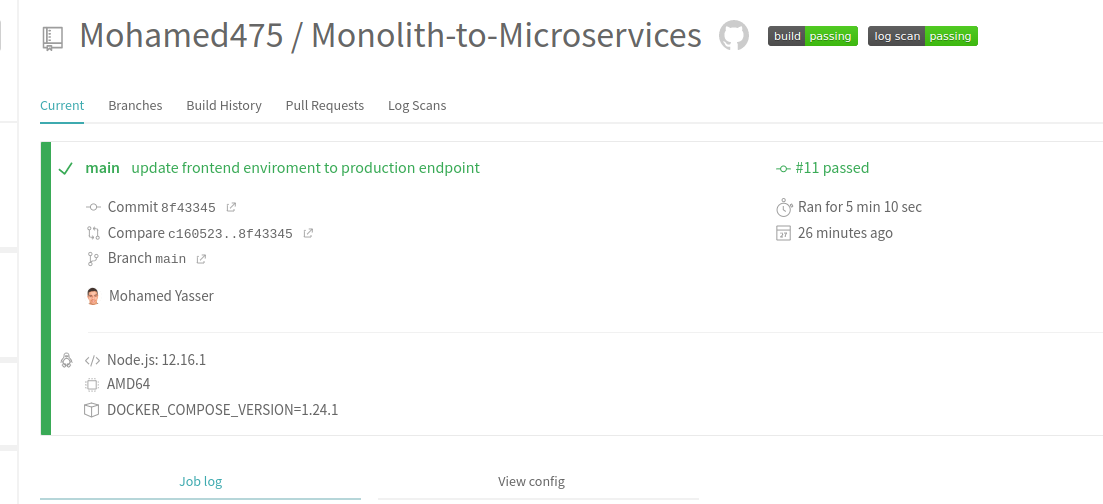 Mohamed475 / Monolith-to-Microservices build passing log scan passing
Current Branches Build History Pull Requests Log Scans
main update frontend enviroment to production endpoint #11 passed
Commit 8f43345 Ran for 5 min 10 sec
Compare c160523..8f43345 26 minutes ago
Branch main
Mohamed Yasser
</> Node.js: 12.16.1
AMD64
DOCKER_COMPOSE_VERSION=1.24.1
Job log View config